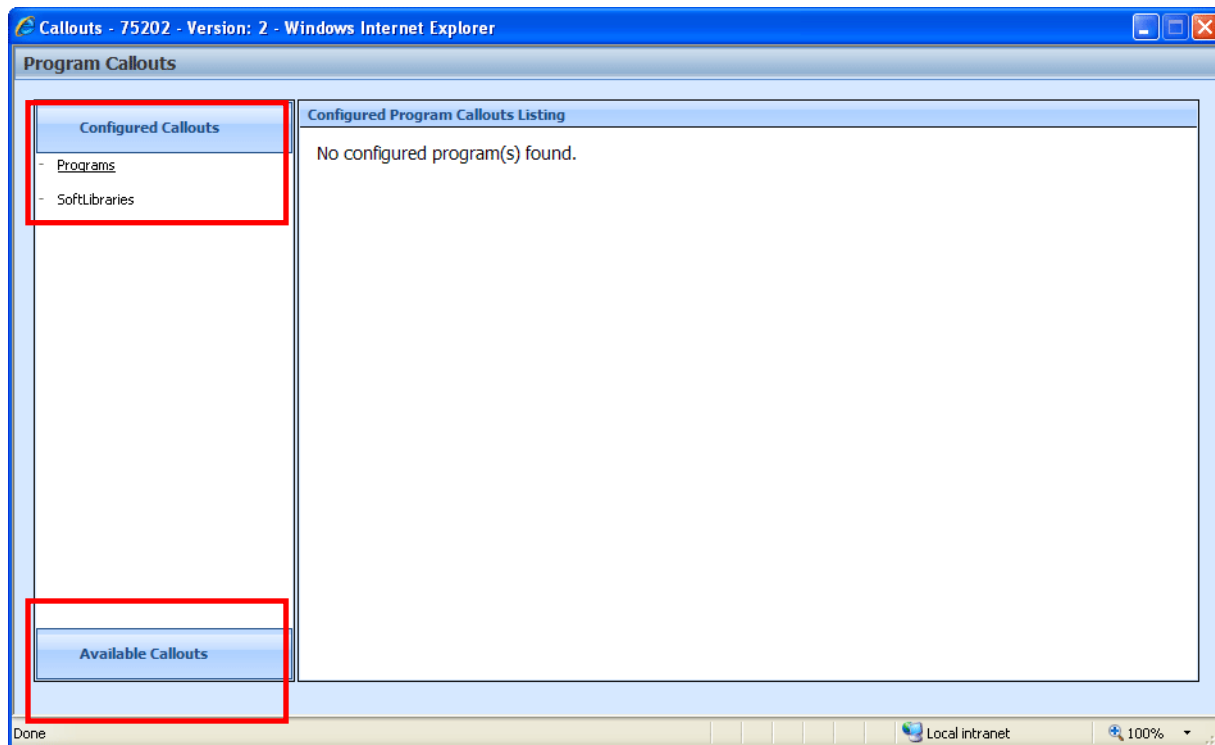 Callouts - 75202 - Version: 2 - Windows Internet Explorer
Program Callouts
Configured Callouts
- Programs
- SoftLibraries
Available Callouts
Configured Program Callouts Listing
No configured program(s) found.
Done
Local intranet
100%